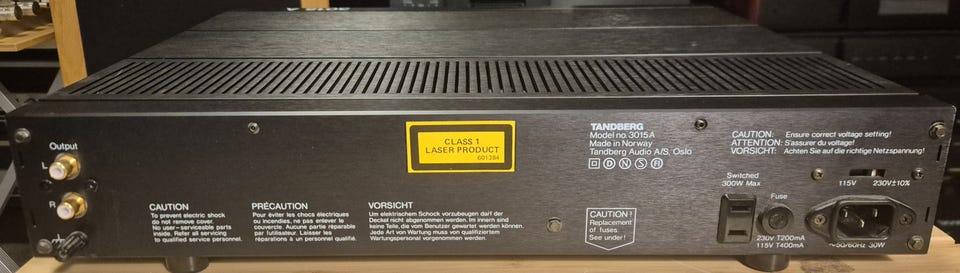 Output
L
R
CLASS 1
LASER PRODUCT
601384
TANDBERG
Model no. 3015A
Made in Norway
Tandberg Audio A/S, Oslo
D N S FI
CAUTION: Ensure correct voltage setting!
ATTENTION: S'assurer du voltage!
VORSICHT: Achten Sie auf die richtige Netzspannung!
Switched
300W Max
Fuse
115V 230V±10%
CAUTION
To prevent electric shock
do not remove cover.
No user-serviceable parts
inside. Refer all servicing
to qualified service personnel.
PRÉCAUTION
Pour éviter les chocs électriques
ou incendies, ne pas enlever le
couvercle. Aucune partie réparable
par l'utilisateur. Laisser les
réparations à un personnel qualifié.
VORSICHT
Um elektrischem Schock vorzubeugen darf der
Deckel nicht abgenommen werden. Im innern sind
keine Teile, die vom Benutzer gewartet werden können.
Jede Art von Wartung muss von qualifiziertem
Wartungspersonal vorgenommen werden.
CAUTION!
Replacement
of fuses.
See under!
230V T200mA
115V T400mA
~50/60Hz 30W